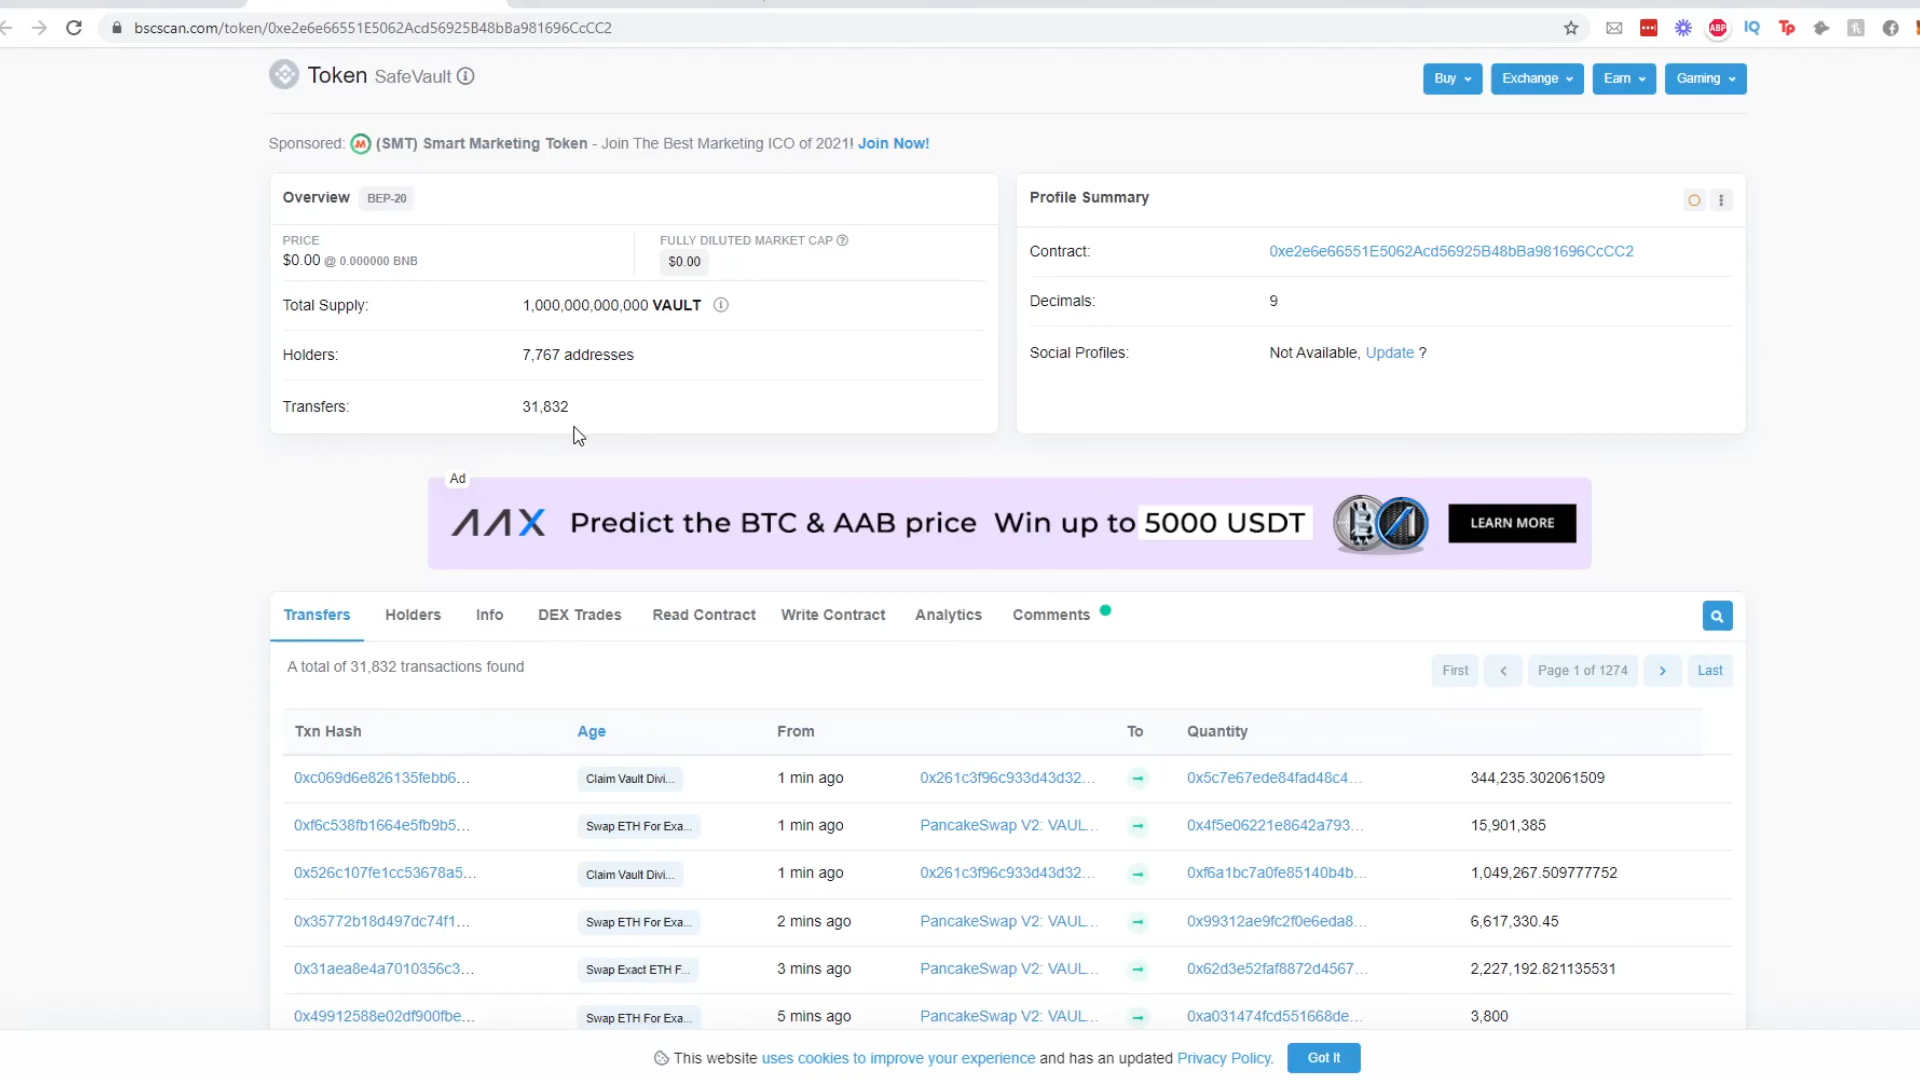 bscscan.com/token/0xe2e6e66551E5062Acd56925B48bBa981696CcCC2
ABP IQ Tp
Token SafeVault
Buy Exchange Earn Gaming
Sponsored: (SMT) Smart Marketing Token - Join The Best Marketing ICO of 2021! Join Now!
Overview BEP-20
PRICE
$0.00 @ 0.000000 BNB
FULLY DILUTED MARKET CAP
$0.00
Total Supply: 1,000,000,000,000 VAULT
Holders: 7,767 addresses
Transfers: 31,832
Profile Summary
Contract: 0xe2e6e66551E5062Acd56925B48bBa981696CcCC2
Decimals: 9
Social Profiles: Not Available, Update ?
Ad
AAX Predict the BTC & AAB price Win up to 5000 USDT LEARN MORE
Transfers Holders Info DEX Trades Read Contract Write Contract Analytics Comments
A total of 31,832 transactions found
First < Page 1 of 1274 > Last
Txn Hash Age From To Quantity
0xc069d6e826135febb6... Claim Vault Divi... 1 min ago 0x261c3f96c933d43d32... 0x5c7e67ede84fad48c4... 344,235.302061509
0xf6c538fb1664e5fb9b5... Swap ETH For Exa... 1 min ago PancakeSwap V2: VAUL... 0x4f5e06221e8642a793... 15,901,385
0x526c107fe1cc53678a5... Claim Vault Divi... 1 min ago 0x261c3f96c933d43d32... 0xf6a1bc7a0fe85140b4b... 1,049,267.509777752
0x35772b18d497dc74f1... Swap ETH For Exa... 2 mins ago PancakeSwap V2: VAUL... 0x99312ae9fc2f0e6eda8... 6,617,330.45
0x31aea8e4a7010356c3... Swap Exact ETH F... 3 mins ago PancakeSwap V2: VAUL... 0x62d3e52faf8872d4567... 2,227,192.821135531
0x49912588e02df900fbe... Swap ETH For Exa... 5 mins ago PancakeSwap V2: VAUL... 0xa031474fcd551668de... 3,800
This website uses cookies to improve your experience and has an updated Privacy Policy. Got It